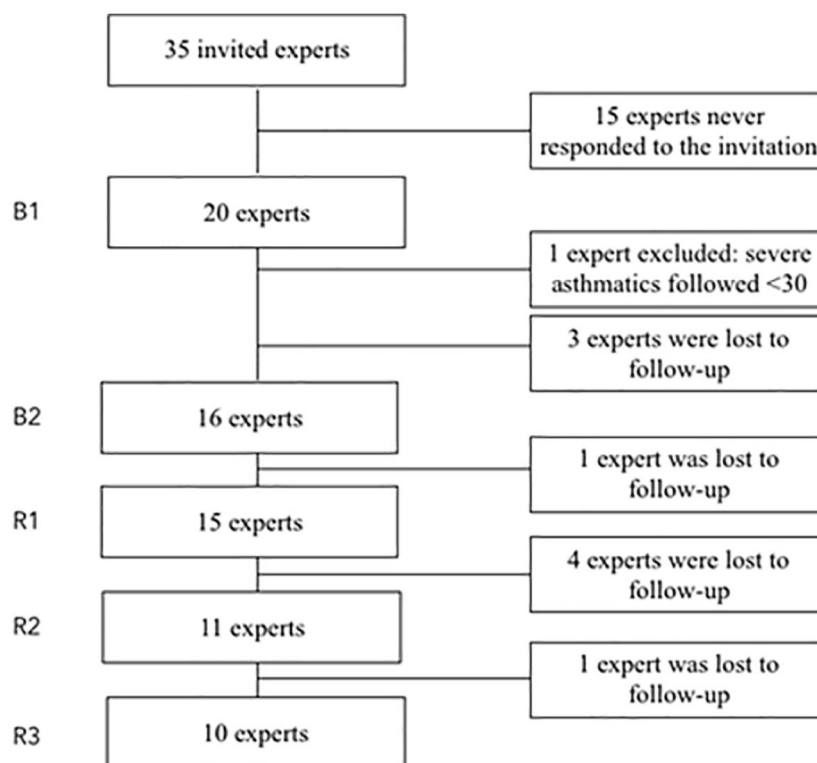 35 invited experts
15 experts never
responded to the invitation
B1
20 experts
1 expert excluded: severe
asthmatics followed <30
3 experts were lost to
follow-up
B2
16 experts
1 expert was lost to
follow-up
R1
15 experts
4 experts were lost to
follow-up
R2
11 experts
1 expert was lost to
follow-up
R3
10 experts